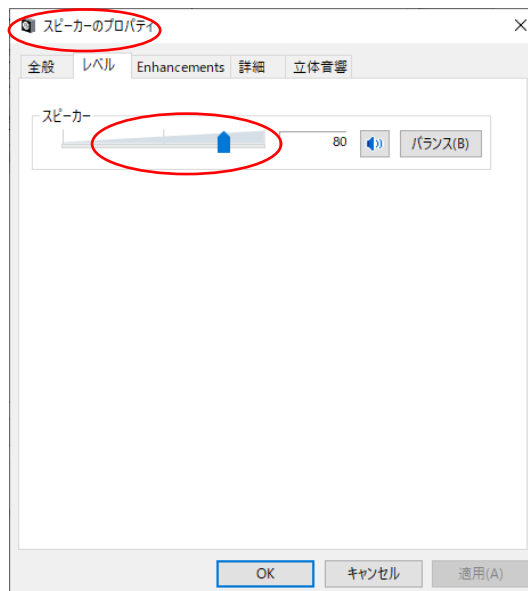 スピーカーのプロパティ
全般 レベル Enhancements 詳細 立体音響
スピーカー
80 バランス(B)
OK キャンセル 適用(A)